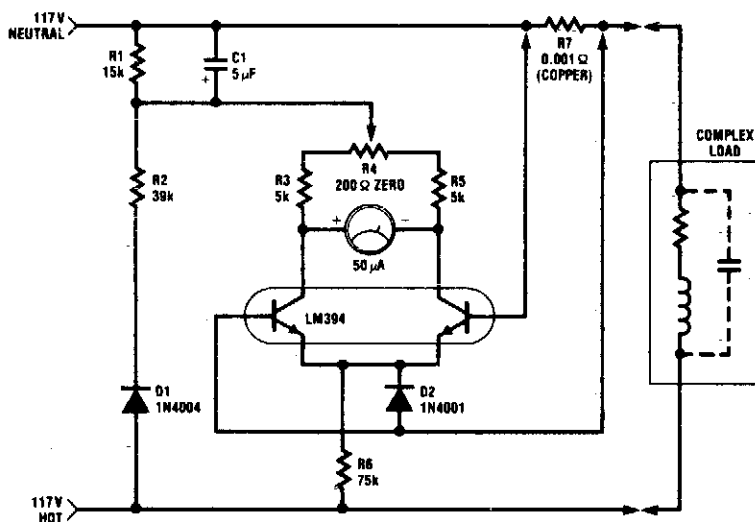 117V
NEUTRAL
R1
15k
C1
+ 5 μF
R7
0.001 Ω
(COPPER)
COMPLEX
LOAD
R2
39k
R3
5k
R4
200 Ω ZERO
R5
5k
+ −
50 μA
LM394
D1
1N4004
D2
1N4001
R6
75k
117V
HOT